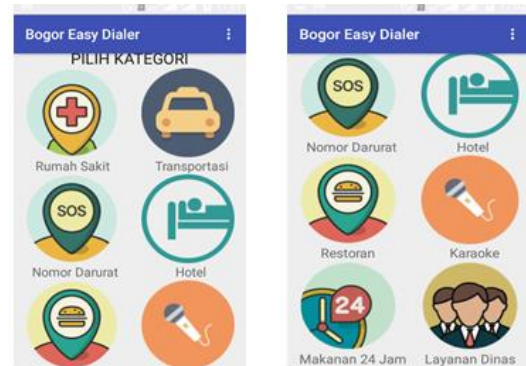 Bogor Easy Dialer
PILIH KATEGORI
Rumah Sakit Transportasi
SOS
Nomor Darurat Hotel
Bogor Easy Dialer
SOS
Nomor Darurat Hotel
Restoran Karaoke
24
Makanan 24 Jam Layanan Dinas